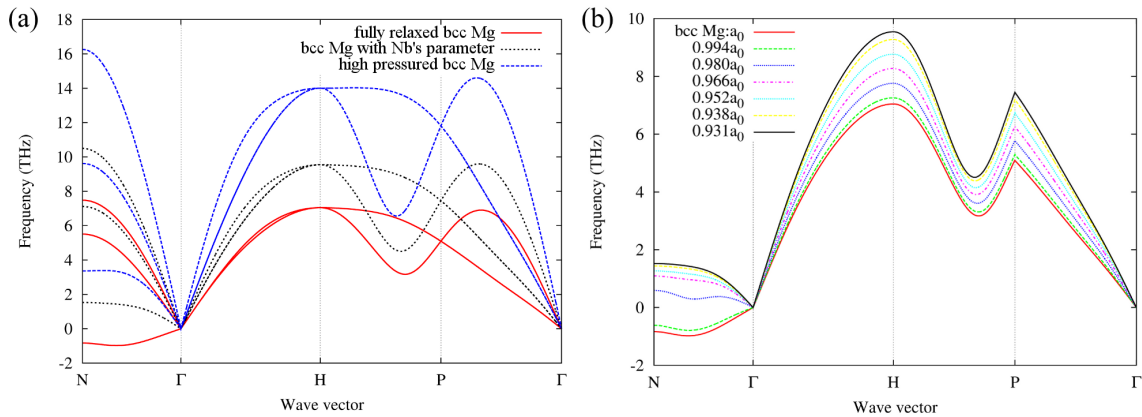 (a)
fully relaxed bcc Mg
bcc Mg with Nb's parameter
high pressured bcc Mg
Frequency (THz)
18
16
14
12
10
8
6
4
2
0
-2
N
Γ
H
P
Γ
Wave vector
(b)
bcc Mg:a₀
0.994a₀
0.980a₀
0.966a₀
0.952a₀
0.938a₀
0.931a₀
Frequency (THz)
10
8
6
4
2
0
-2
N
Γ
H
P
Γ
Wave vector